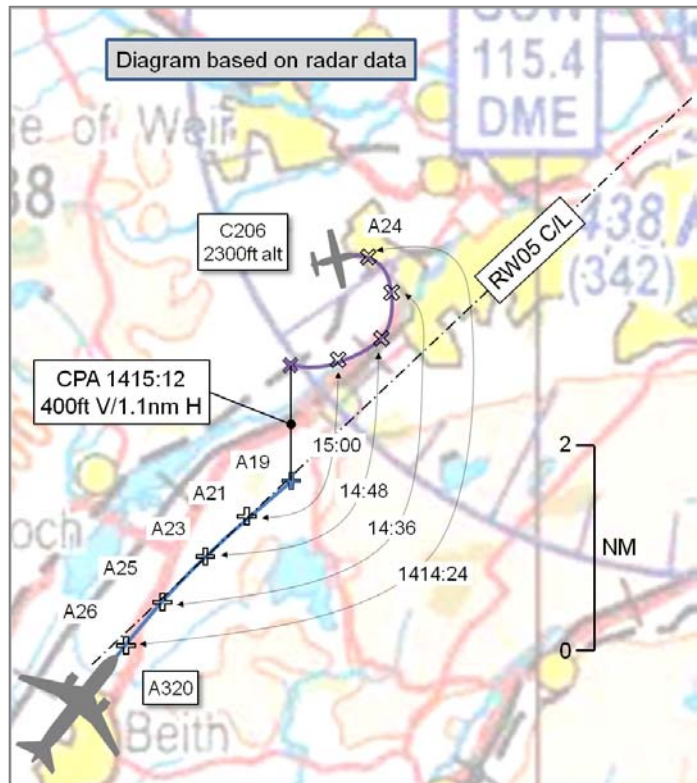 Diagram based on radar data
115.4
DME
ge of Weir
38
C206
2300ft alt
A24
438
(342)
RW05 C/L
CPA 1415:12
400ft V/1.1nm H
A19
15:00
2
A21
14:48
A23
14:36
NM
och
A25
1414:24
A26
0
A320
Beith